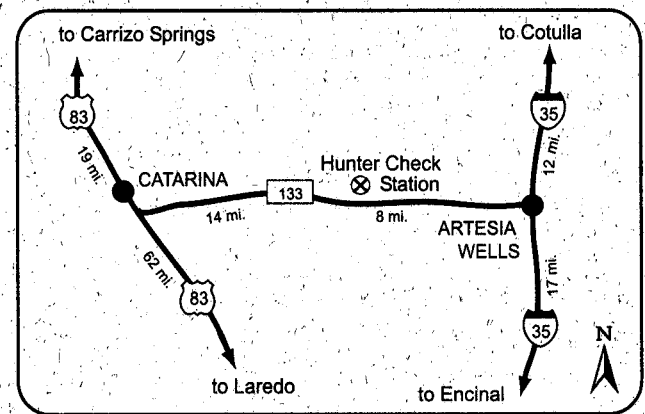 to Carrizo Springs
to Cotulla
83
35
19 mi.
12 mi.
Hunter Check
Station
CATARINA
133
14 mi.
8 mi.
ARTESIA
WELLS
62 mi.
17 mi.
83
35
N
to Laredo
to Encinal